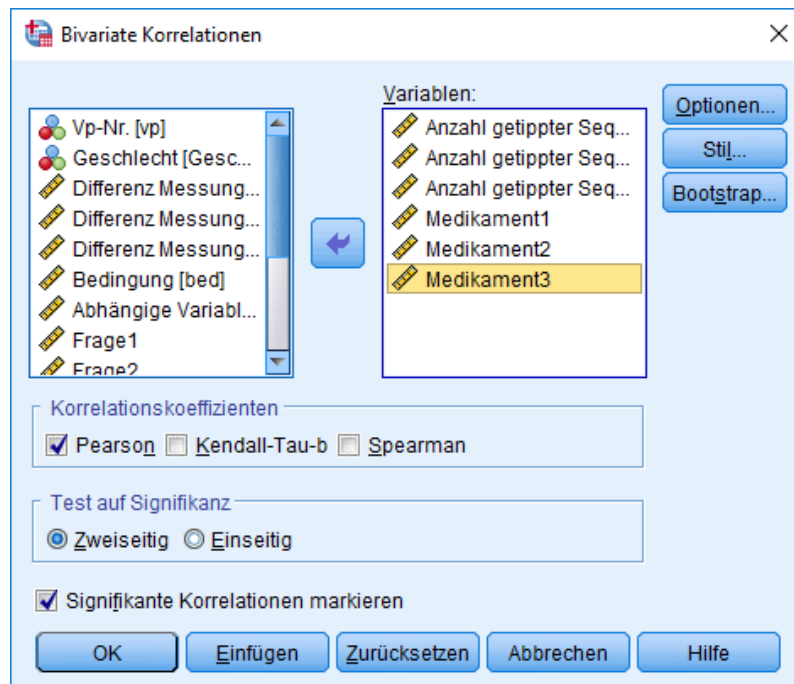 Bivariate Korrelationen
Vp-Nr. [vp]
Geschlecht [Gesc...
Differenz Messung...
Differenz Messung...
Differenz Messung...
Bedingung [bed]
Abhängige Variabl...
Frage1
Frage2
Variablen:
Anzahl getippter Seq...
Anzahl getippter Seq...
Anzahl getippter Seq...
Medikament1
Medikament2
Medikament3
Optionen...
Stil...
Bootstrap...
Korrelationskoeffizienten
Pearson Kendall-Tau-b Spearman
Test auf Signifikanz
Zweiseitig Einseitig
Signifikante Korrelationen markieren
OK Einfügen Zurücksetzen Abbrechen Hilfe